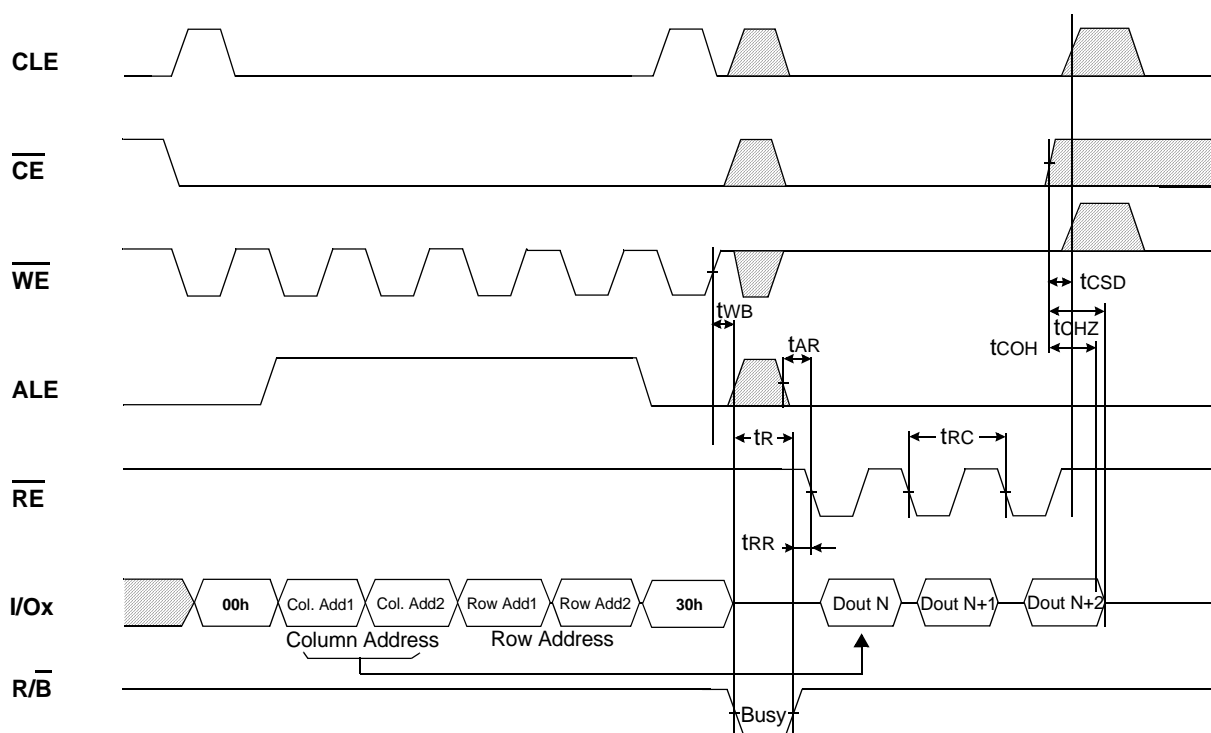 CLE
CE
WE
tCSD
tWB
tCHZ
tAR
tCOH
ALE
tR
tRC
RE
tRR
I/Ox
00h
Col. Add1
Col. Add2
Row Add1
Row Add2
30h
Dout N
Dout N+1
Dout N+2
Column Address
Row Address
R/B
Busy